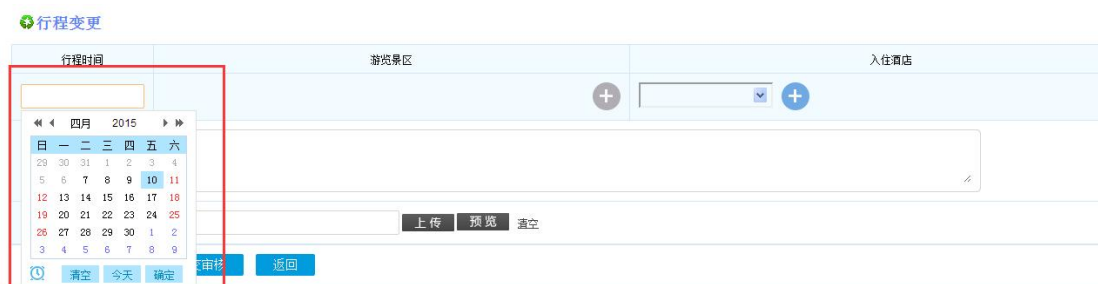 行程变更
行程时间 游览景区 入住酒店
四月 2015
日 一 二 三 四 五 六
29 30 31 1 2 3 4
5 6 7 8 9 10 11
12 13 14 15 16 17 18
19 20 21 22 23 24 25
26 27 28 29 30 1 2
3 4 5 6 7 8 9
清空 今天 确定
上传 预览 清空
交审核 返回